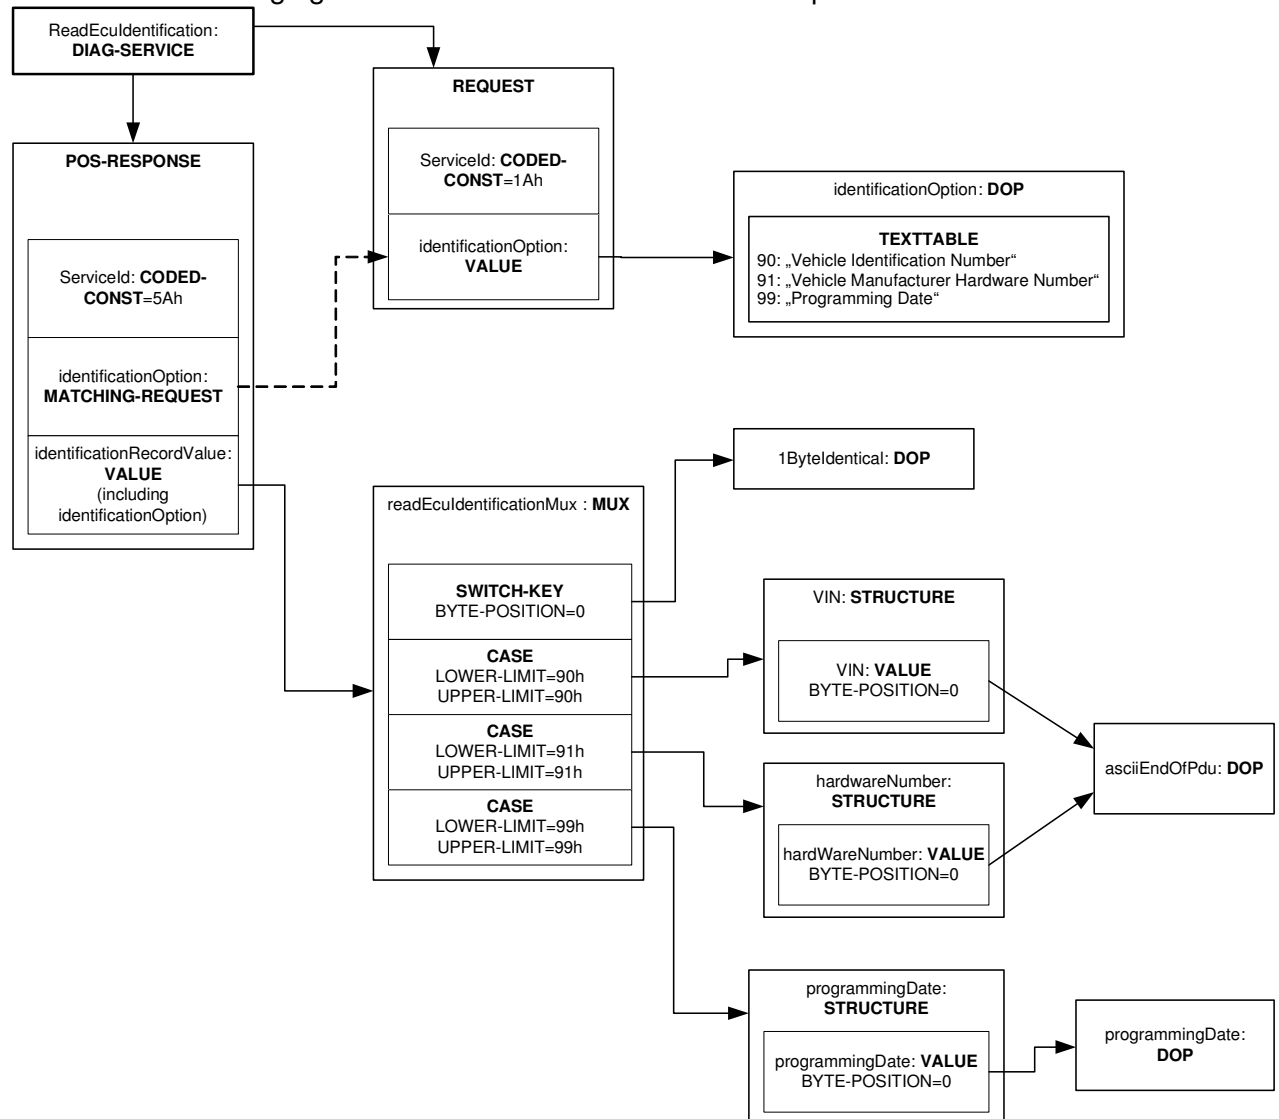 ReadEcuIdentification:
DIAG-SERVICE
REQUEST
ServiceId: CODED-
CONST=1Ah
identificationOption:
VALUE
identificationOption: DOP
TEXTTABLE
90: „Vehicle Identification Number“
91: „Vehicle Manufacturer Hardware Number“
99: „Programming Date“
POS-RESPONSE
ServiceId: CODED-
CONST=5Ah
identificationOption:
MATCHING-REQUEST
identificationRecordValue:
VALUE
(including
identificationOption)
readEcuIdentificationMux : MUX
SWITCH-KEY
BYTE-POSITION=0
CASE
LOWER-LIMIT=90h
UPPER-LIMIT=90h
CASE
LOWER-LIMIT=91h
UPPER-LIMIT=91h
CASE
LOWER-LIMIT=99h
UPPER-LIMIT=99h
1ByteIdentical: DOP
VIN: STRUCTURE
VIN: VALUE
BYTE-POSITION=0
hardwareNumber:
STRUCTURE
hardWareNumber: VALUE
BYTE-POSITION=0
asciiEndOfPdu: DOP
programmingDate:
STRUCTURE
programmingDate: VALUE
BYTE-POSITION=0
programmingDate:
DOP